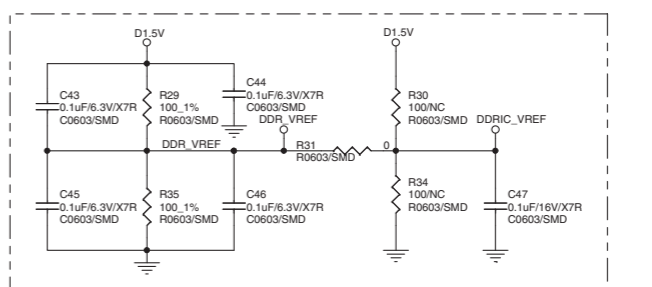 D1.5V
D1.5V
C43
0.1uF/6.3V/X7R
C0603/SMD
R29
100_1%
R0603/SMD
C44
0.1uF/6.3V/X7R
C0603/SMD
R30
100/NC
R0603/SMD
DDR_VREF
DDRIC_VREF
DDR_VREF
R31
R0603/SMD
0
C45
0.1uF/6.3V/X7R
C0603/SMD
R35
100_1%
R0603/SMD
C46
0.1uF/6.3V/X7R
C0603/SMD
R34
100/NC
R0603/SMD
C47
0.1uF/16V/X7R
C0603/SMD